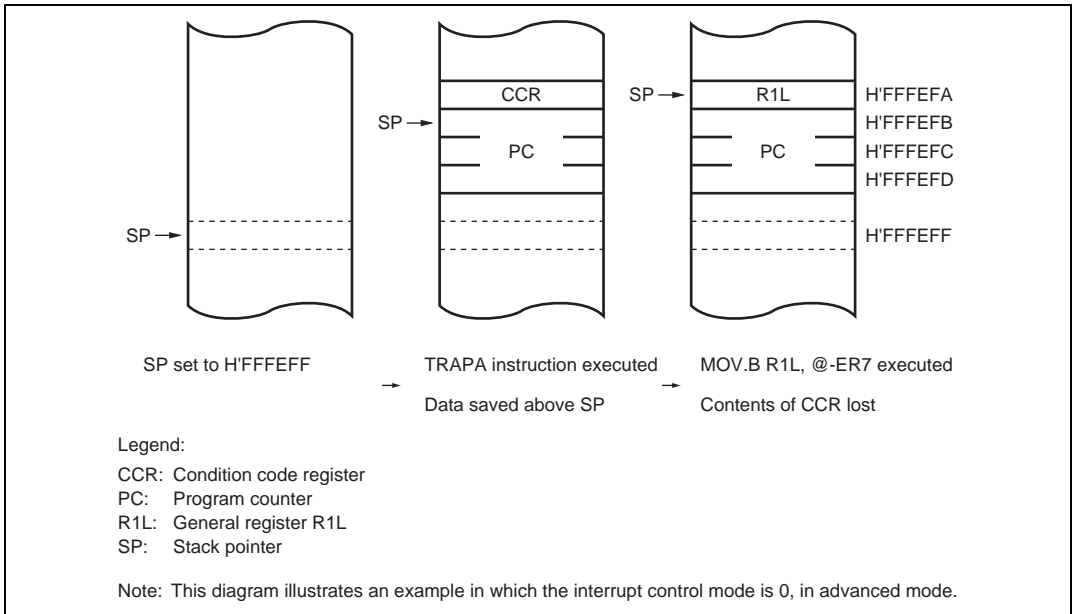 CCR
SP
R1L
H'FFFEFA
SP
H'FFFEFB
PC
PC
H'FFFEFC
H'FFFEFD
SP
H'FFFEFF
SP set to H'FFFEFF
TRAPA instruction executed
MOV.B R1L, @-ER7 executed
Data saved above SP
Contents of CCR lost
Legend:
CCR: Condition code register
PC: Program counter
R1L: General register R1L
SP: Stack pointer
Note: This diagram illustrates an example in which the interrupt control mode is 0, in advanced mode.